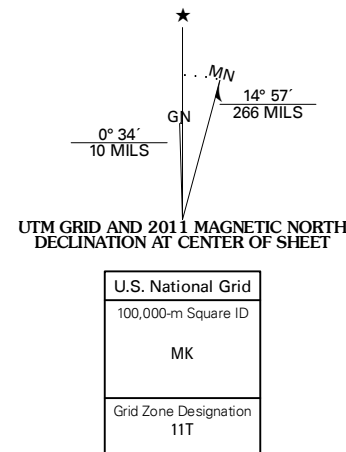 ★
MN
GN
14° 57´
266 MILS
0° 34´
10 MILS
UTM GRID AND 2011 MAGNETIC NORTH
DECLINATION AT CENTER OF SHEET
U.S. National Grid
100,000-m Square ID
MK
Grid Zone Designation
11T